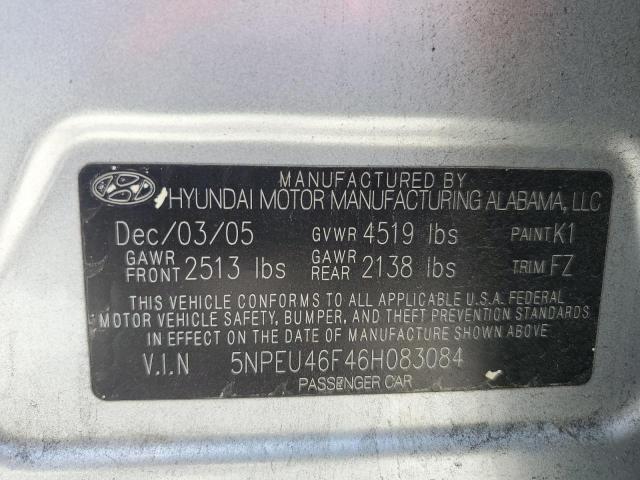 MANUFACTURED BY
HYUNDAI MOTOR MANUFACTURING ALABAMA, LLC
Dec/03/05 GVWR 4519 lbs PAINT K1
GAWR FRONT 2513 lbs GAWR REAR 2138 lbs TRIM FZ
THIS VEHICLE CONFORMS TO ALL APPLICABLE U.S.A. FEDERAL
MOTOR VEHICLE SAFETY, BUMPER, AND THEFT PREVENTION STANDARDS
IN EFFECT ON THE DATE OF MANUFACTURE SHOWN ABOVE
V.I.N 5NPEU46F46H083084
PASSENGER CAR